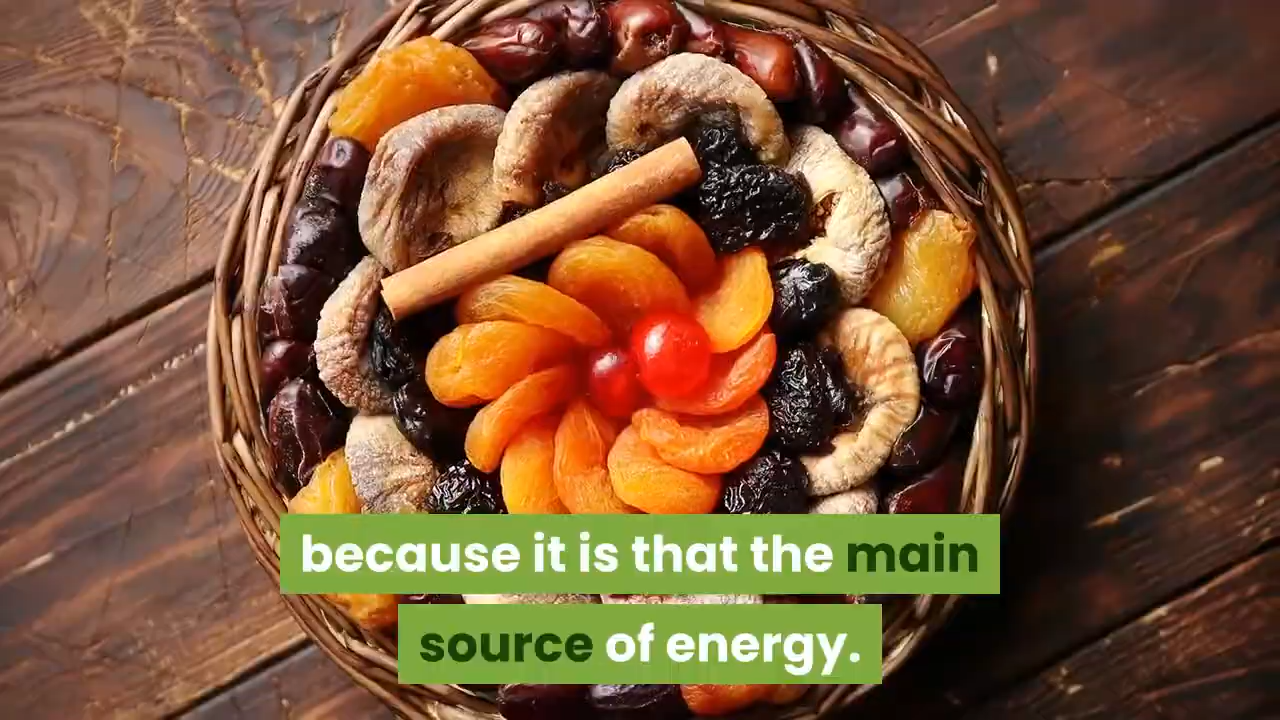 because it is that the main
source of energy.